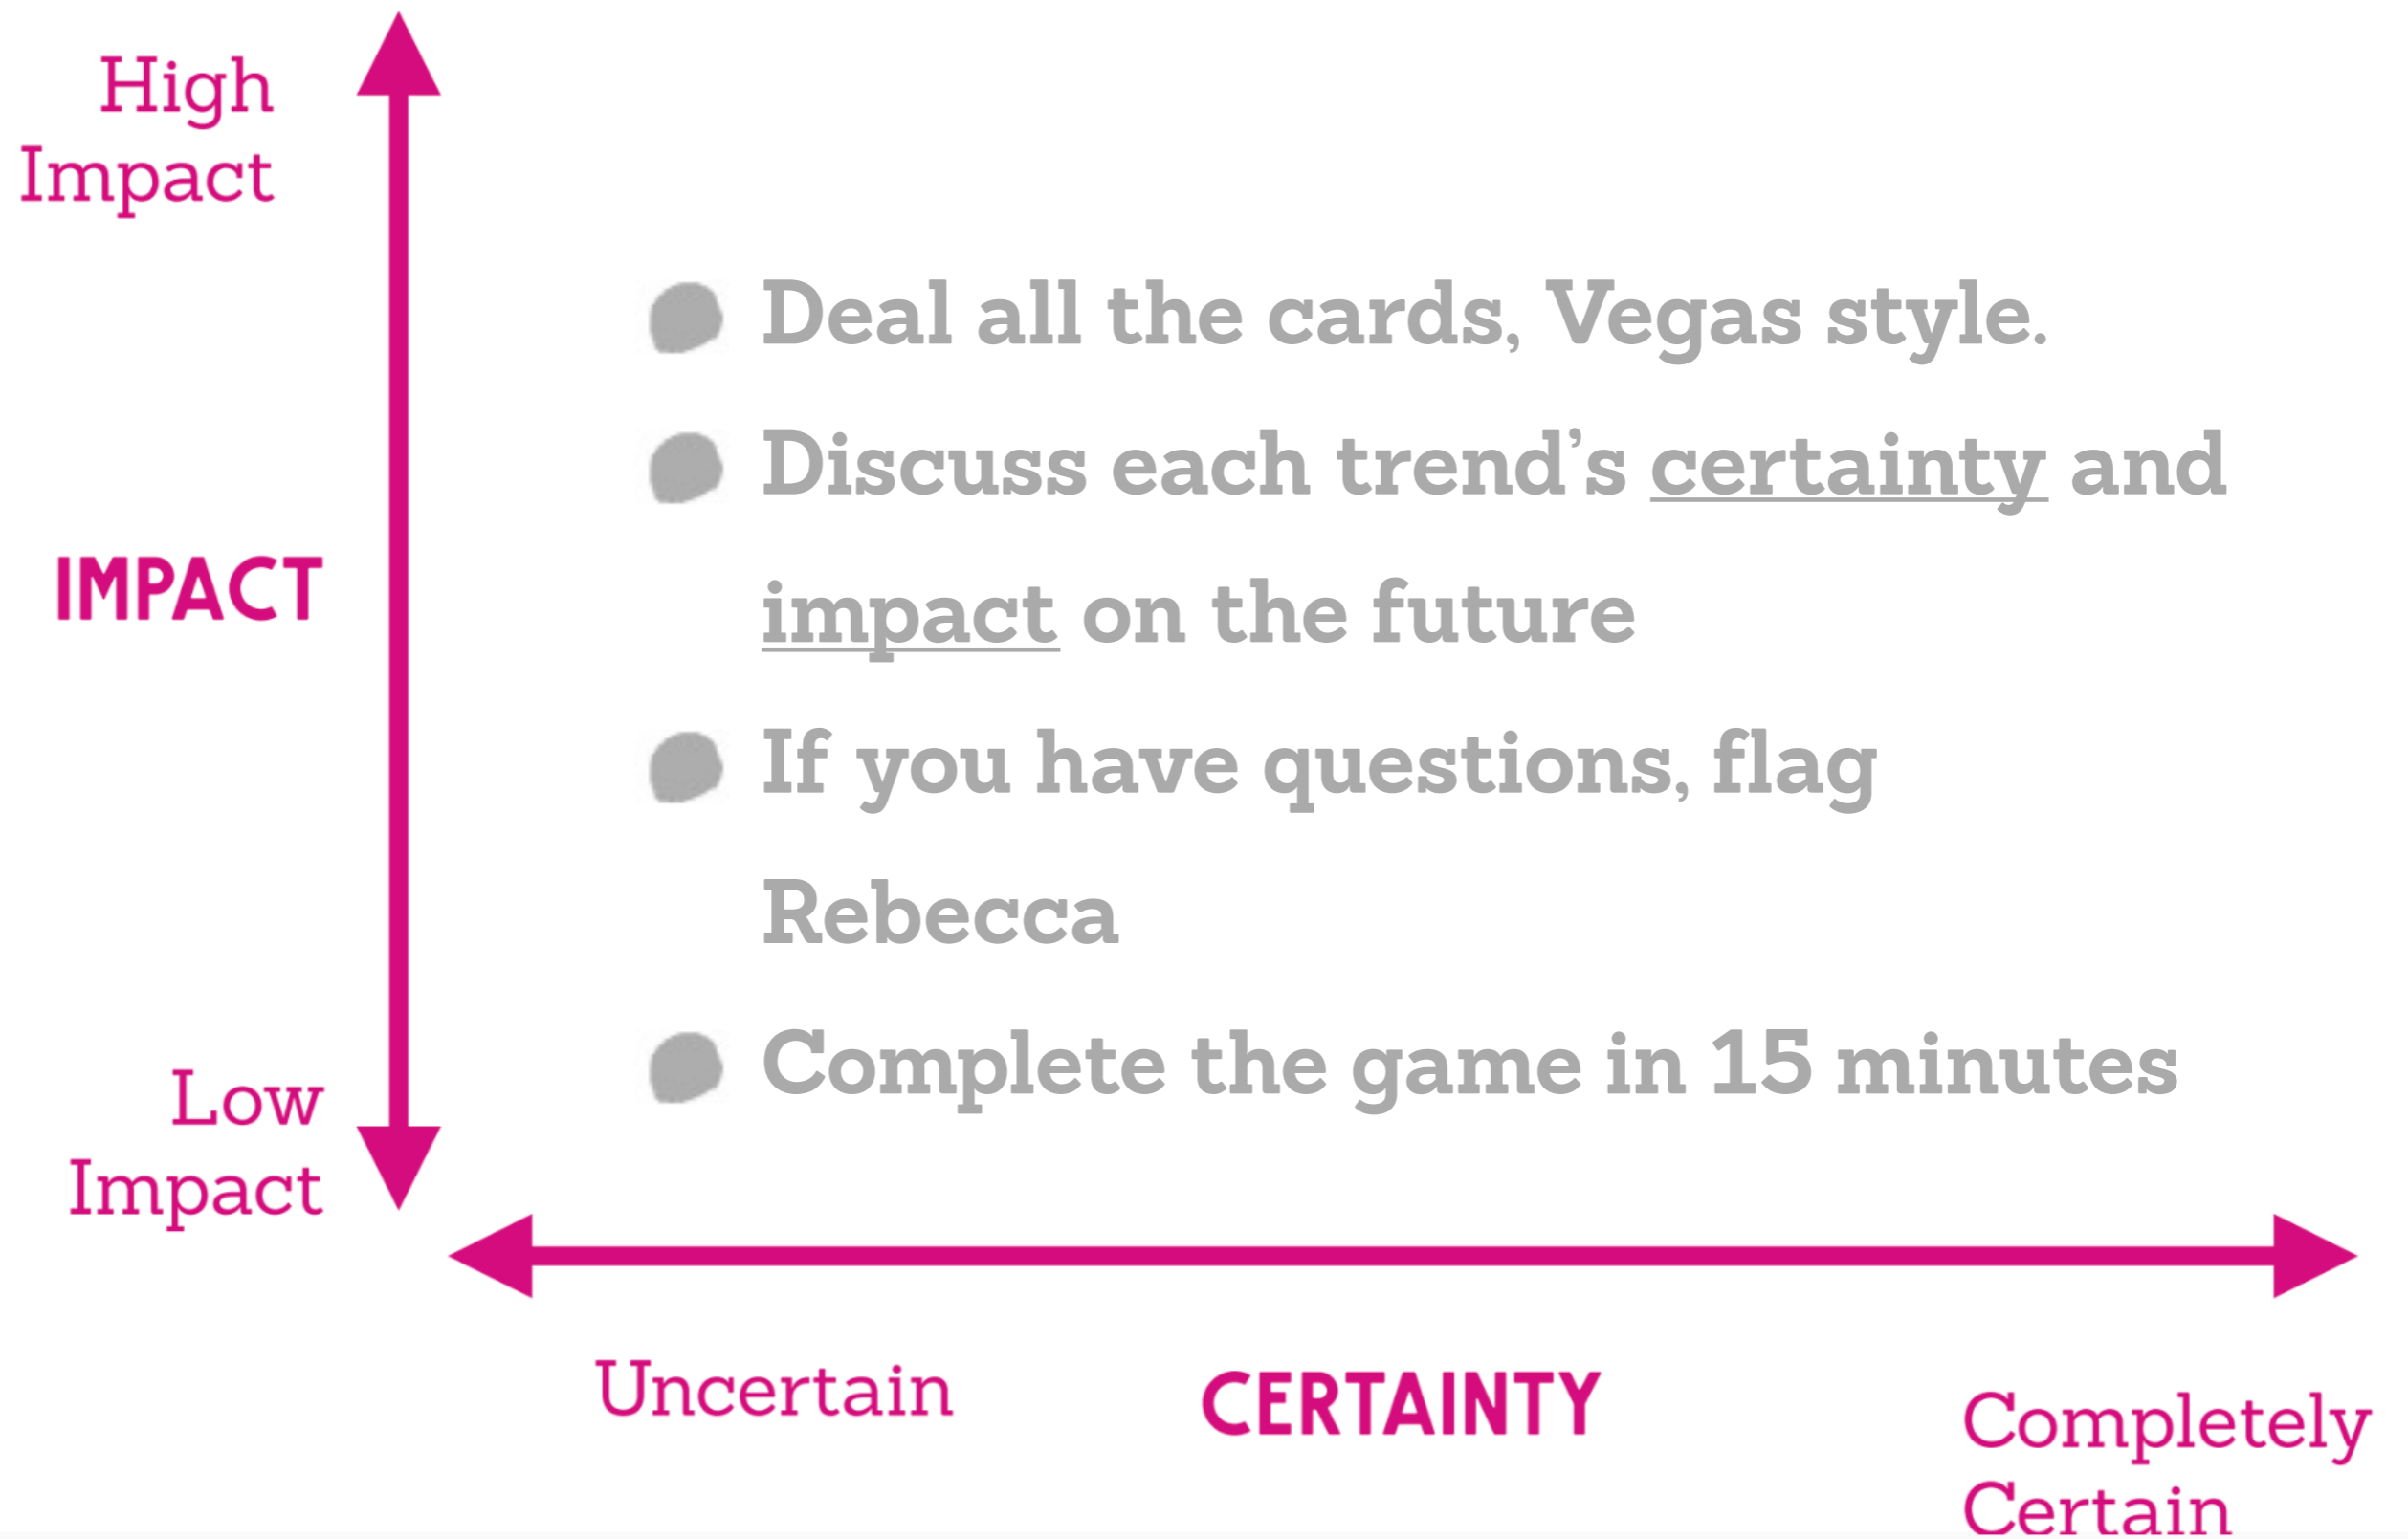 High
Impact
Deal all the cards, Vegas style.
Discuss each trend’s certainty and
impact on the future
IMPACT
If you have questions, flag
Rebecca
Complete the game in 15 minutes
Low
Impact
Uncertain
CERTAINTY
Completely
Certain